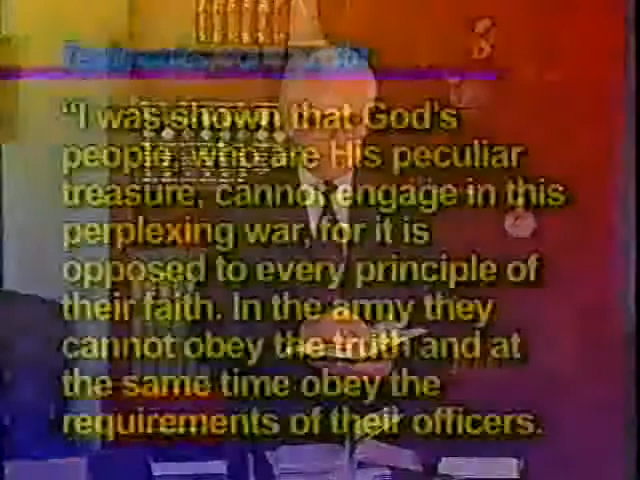 “I was shown that God's
people, who are His peculiar
treasure, cannot engage in this
perplexing war, for it is
opposed to every principle of
their faith. In the army they
cannot obey the truth and at
the same time obey the
requirements of their officers.